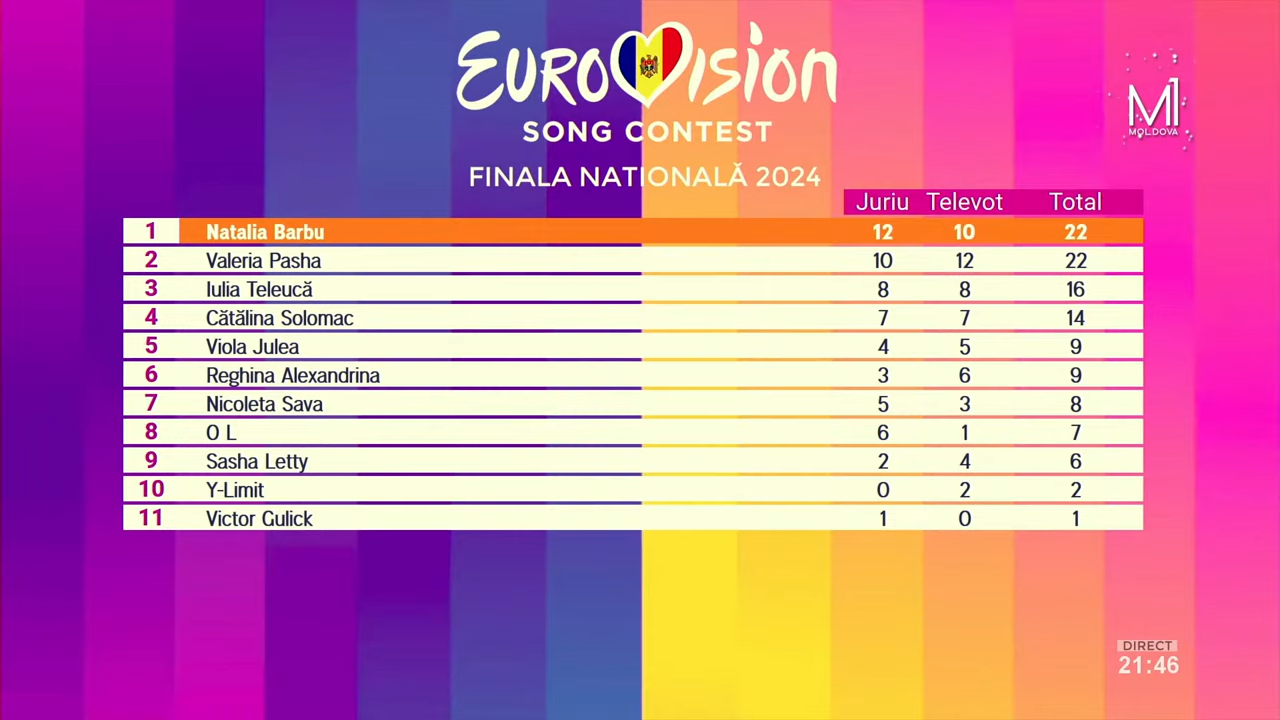 EUROVISION
SONG CONTEST
FINALA NATIONALĂ 2024
M1
MOLDOVA
Juriu Televot Total
1 Natalia Barbu 12 10 22
2 Valeria Pasha 10 12 22
3 Iulia Teleucă 8 8 16
4 Cătălina Solomac 7 7 14
5 Viola Julea 4 5 9
6 Reghina Alexandrina 3 6 9
7 Nicoleta Sava 5 3 8
8 O L 6 1 7
9 Sasha Letty 2 4 6
10 Y-Limit 0 2 2
11 Victor Gulick 1 0 1
DIRECT
21:46